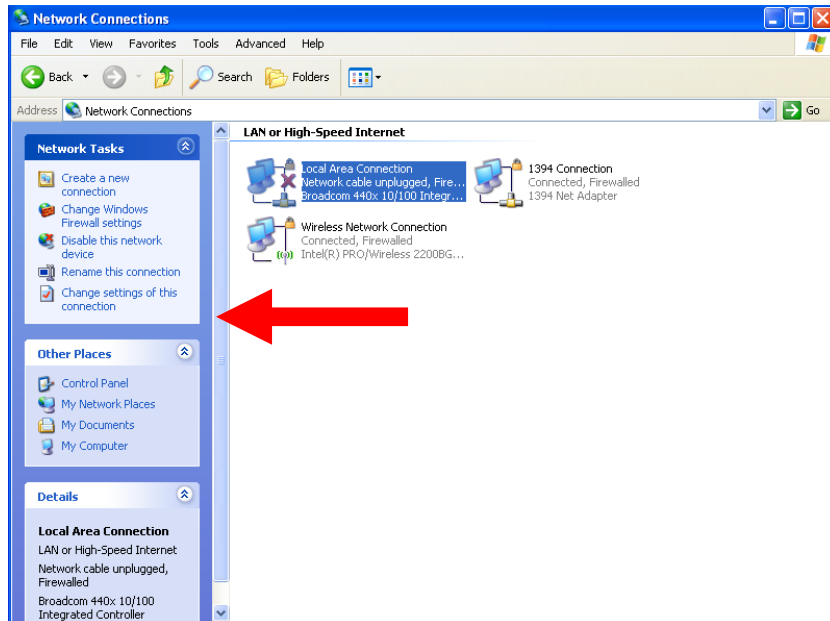 Network Connections
File Edit View Favorites Tools Advanced Help
Back Search Folders
Address Network Connections Go
Network Tasks
Create a new
connection
Change Windows
Firewall settings
Disable this network
device
Rename this connection
Change settings of this
connection
Other Places
Control Panel
My Network Places
My Documents
My Computer
Details
Local Area Connection
LAN or High-Speed Internet
Network cable unplugged,
Firewalled
Broadcom 440x 10/100
Integrated Controller
LAN or High-Speed Internet
Local Area Connection
Network cable unplugged, Fire...
Broadcom 440x 10/100 Integr...
1394 Connection
Connected, Firewalled
1394 Net Adapter
Wireless Network Connection
Connected, Firewalled
Intel(R) PRO/Wireless 2200BG...